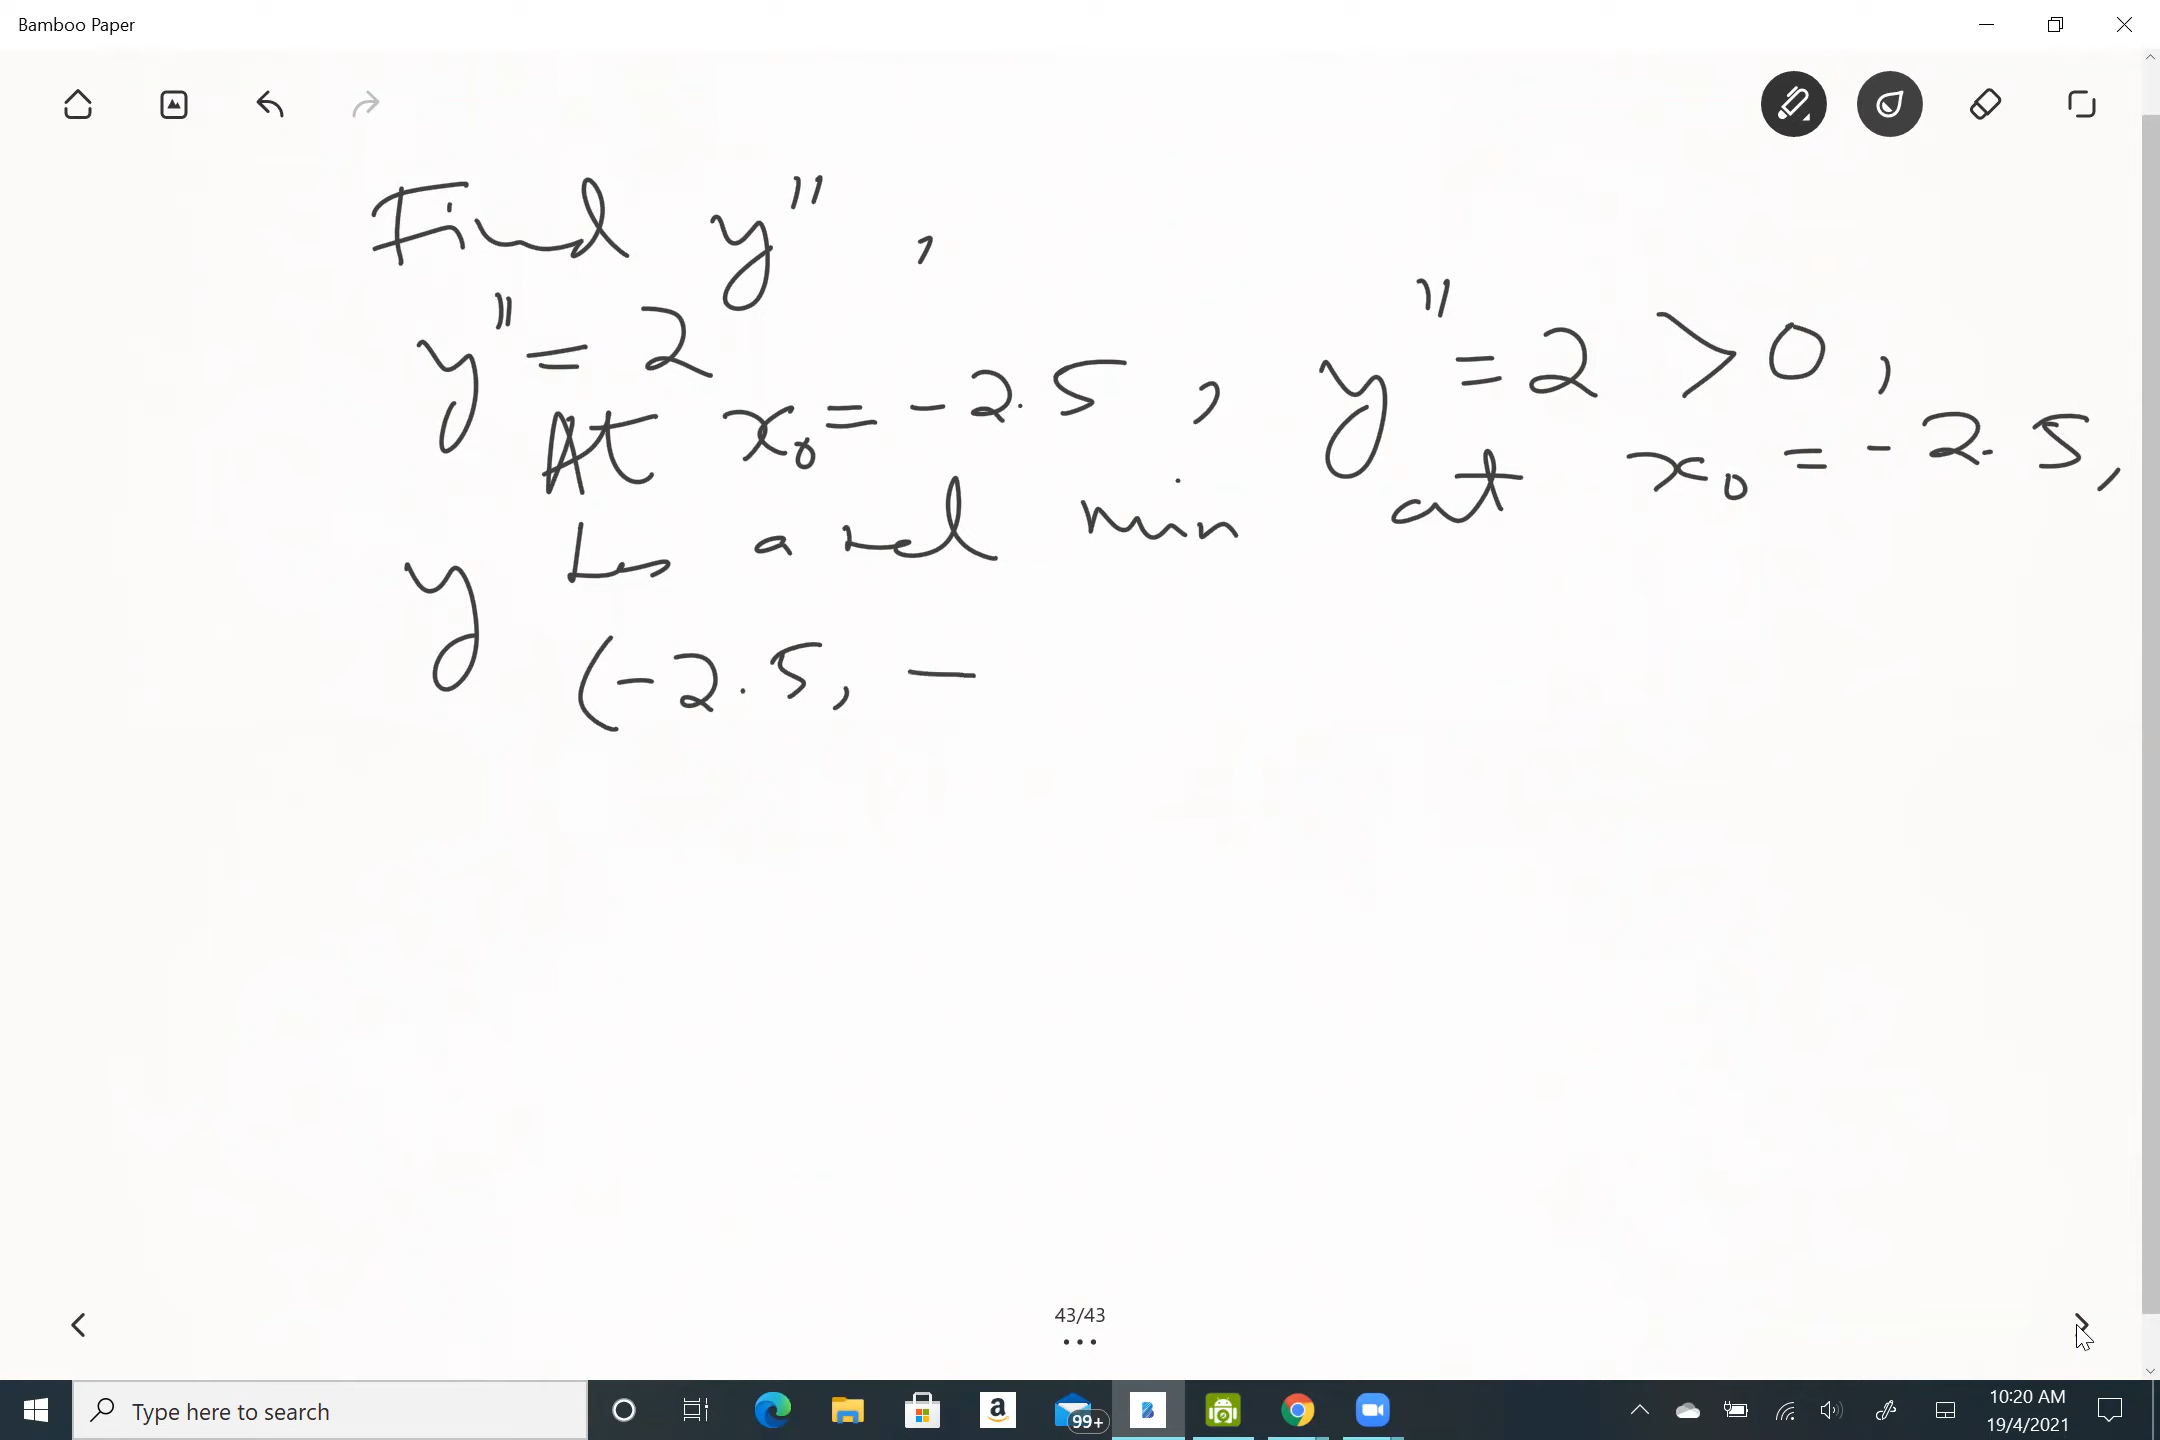 Bamboo Paper
Find y'' ,
y'' = 2
At x₀ = -2.5 , y'' = 2 > 0 ,
y has a rel min at x₀ = -2.5,
(-2.5, —
43/43
Type here to search
99+
10:20 AM
19/4/2021